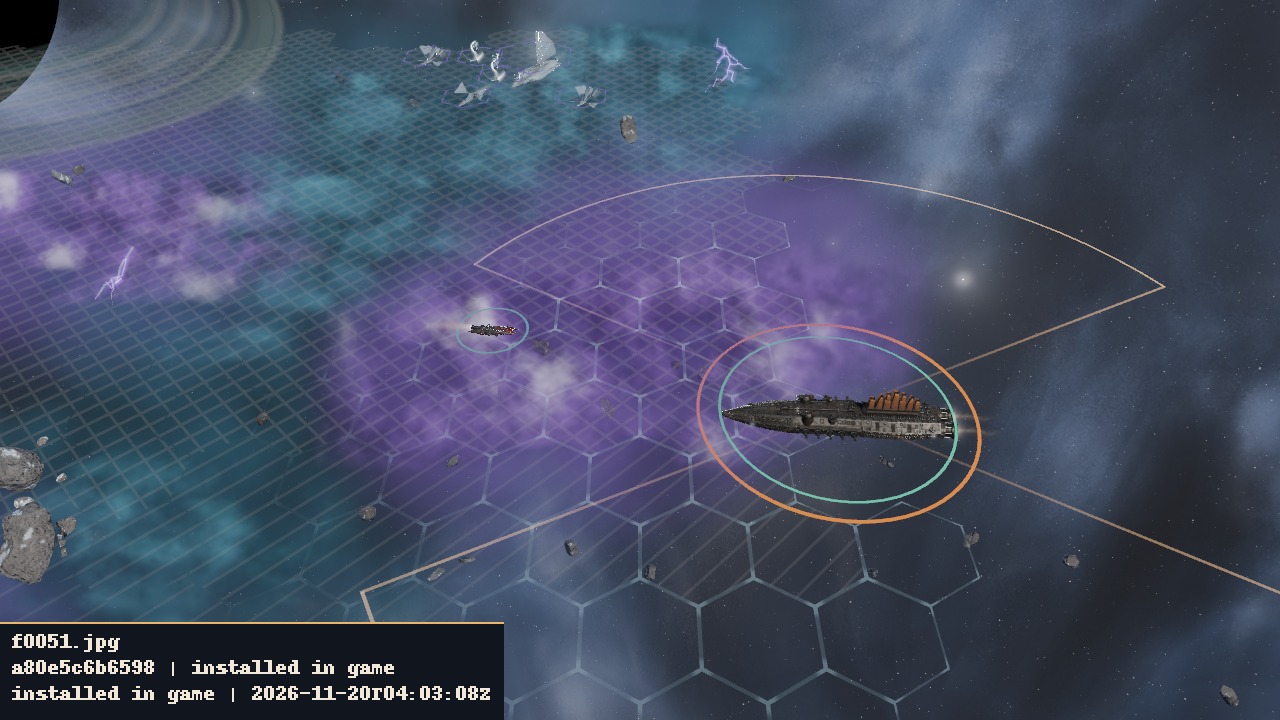 f0051.jpg
a80e5c6b6598 | installed in game
installed in game | 2026-11-20T04:03:08Z